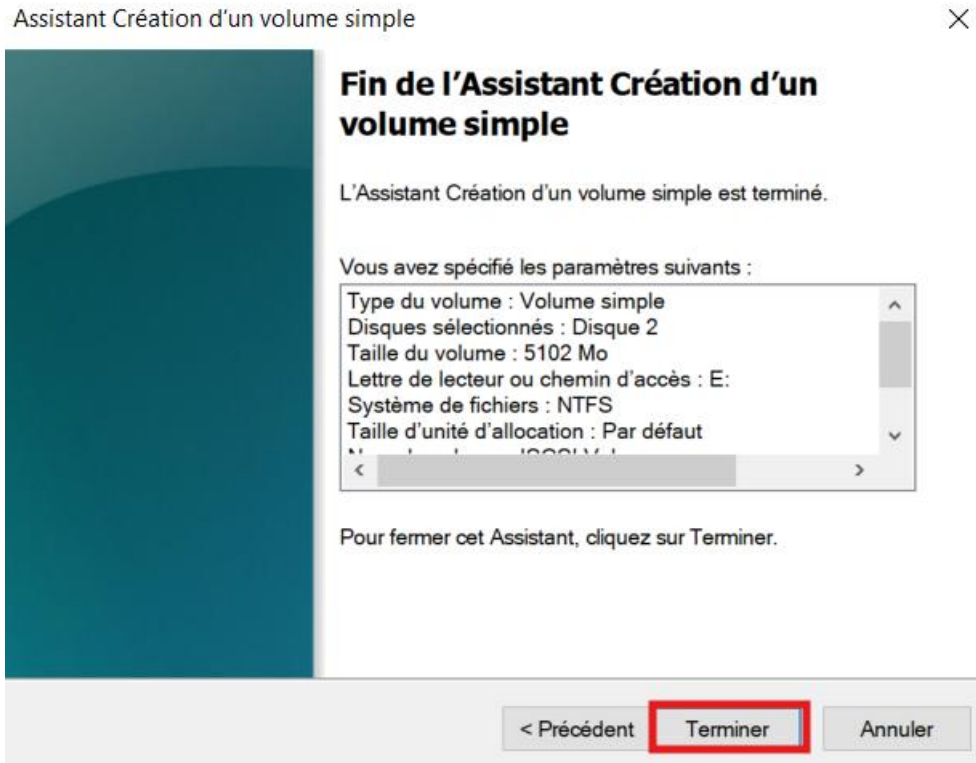 Assistant Création d'un volume simple
Fin de l'Assistant Création d'un
volume simple
L'Assistant Création d'un volume simple est terminé.
Vous avez spécifié les paramètres suivants :
Type du volume : Volume simple
Disques sélectionnés : Disque 2
Taille du volume : 5102 Mo
Lettre de lecteur ou chemin d'accès : E:
Système de fichiers : NTFS
Taille d'unité d'allocation : Par défaut
Pour fermer cet Assistant, cliquez sur Terminer.
< Précédent
Terminer
Annuler